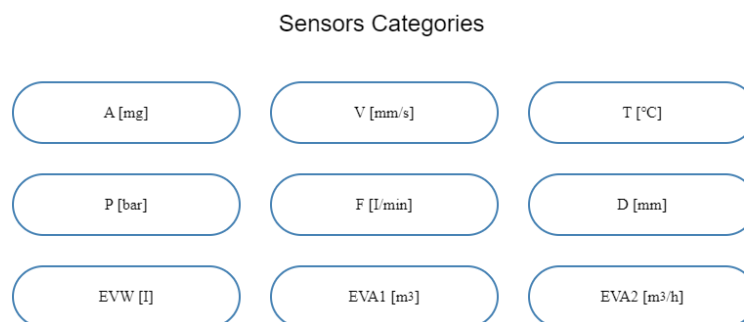 Sensors Categories
A [mg]
V [mm/s]
T [°C]
P [bar]
F [I/min]
D [mm]
EVW [I]
EVA1 [m3]
EVA2 [m3/h]